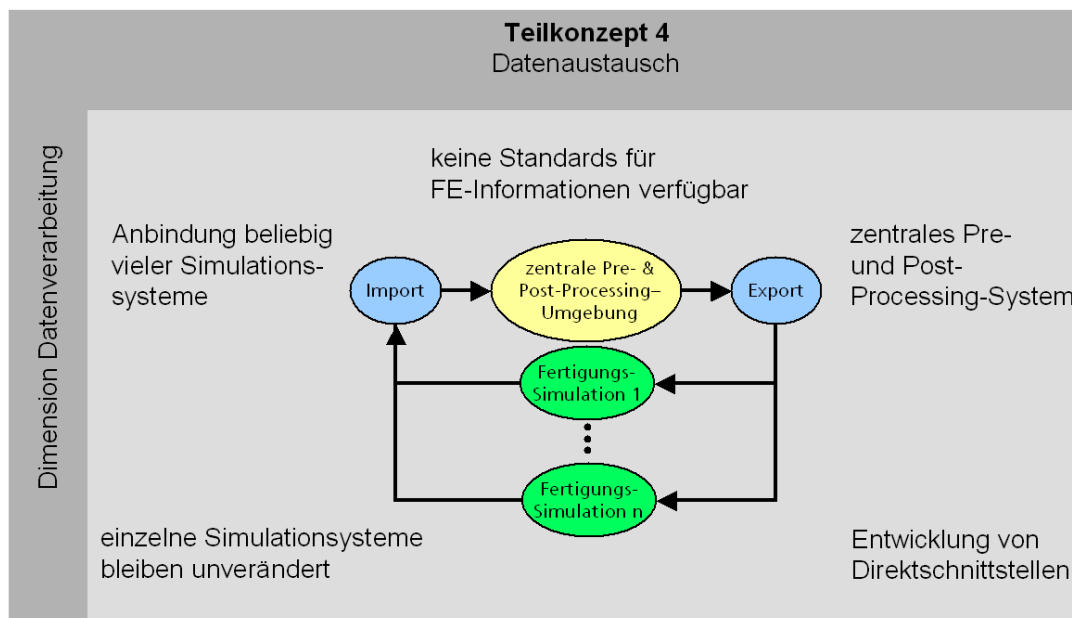 Teilkonzept 4
Datenaustausch
Dimension Datenverarbeitung
keine Standards für
FE-Informationen verfügbar
Anbindung beliebig
vieler Simulations-
systeme
zentrales Pre-
und Post-
Processing-System
Import
zentrale Pre- &
Post-Processing–
Umgebung
Export
Fertigungs-
Simulation 1
Fertigungs-
Simulation n
einzelne Simulationsysteme
bleiben unverändert
Entwicklung von
Direktschnittstellen